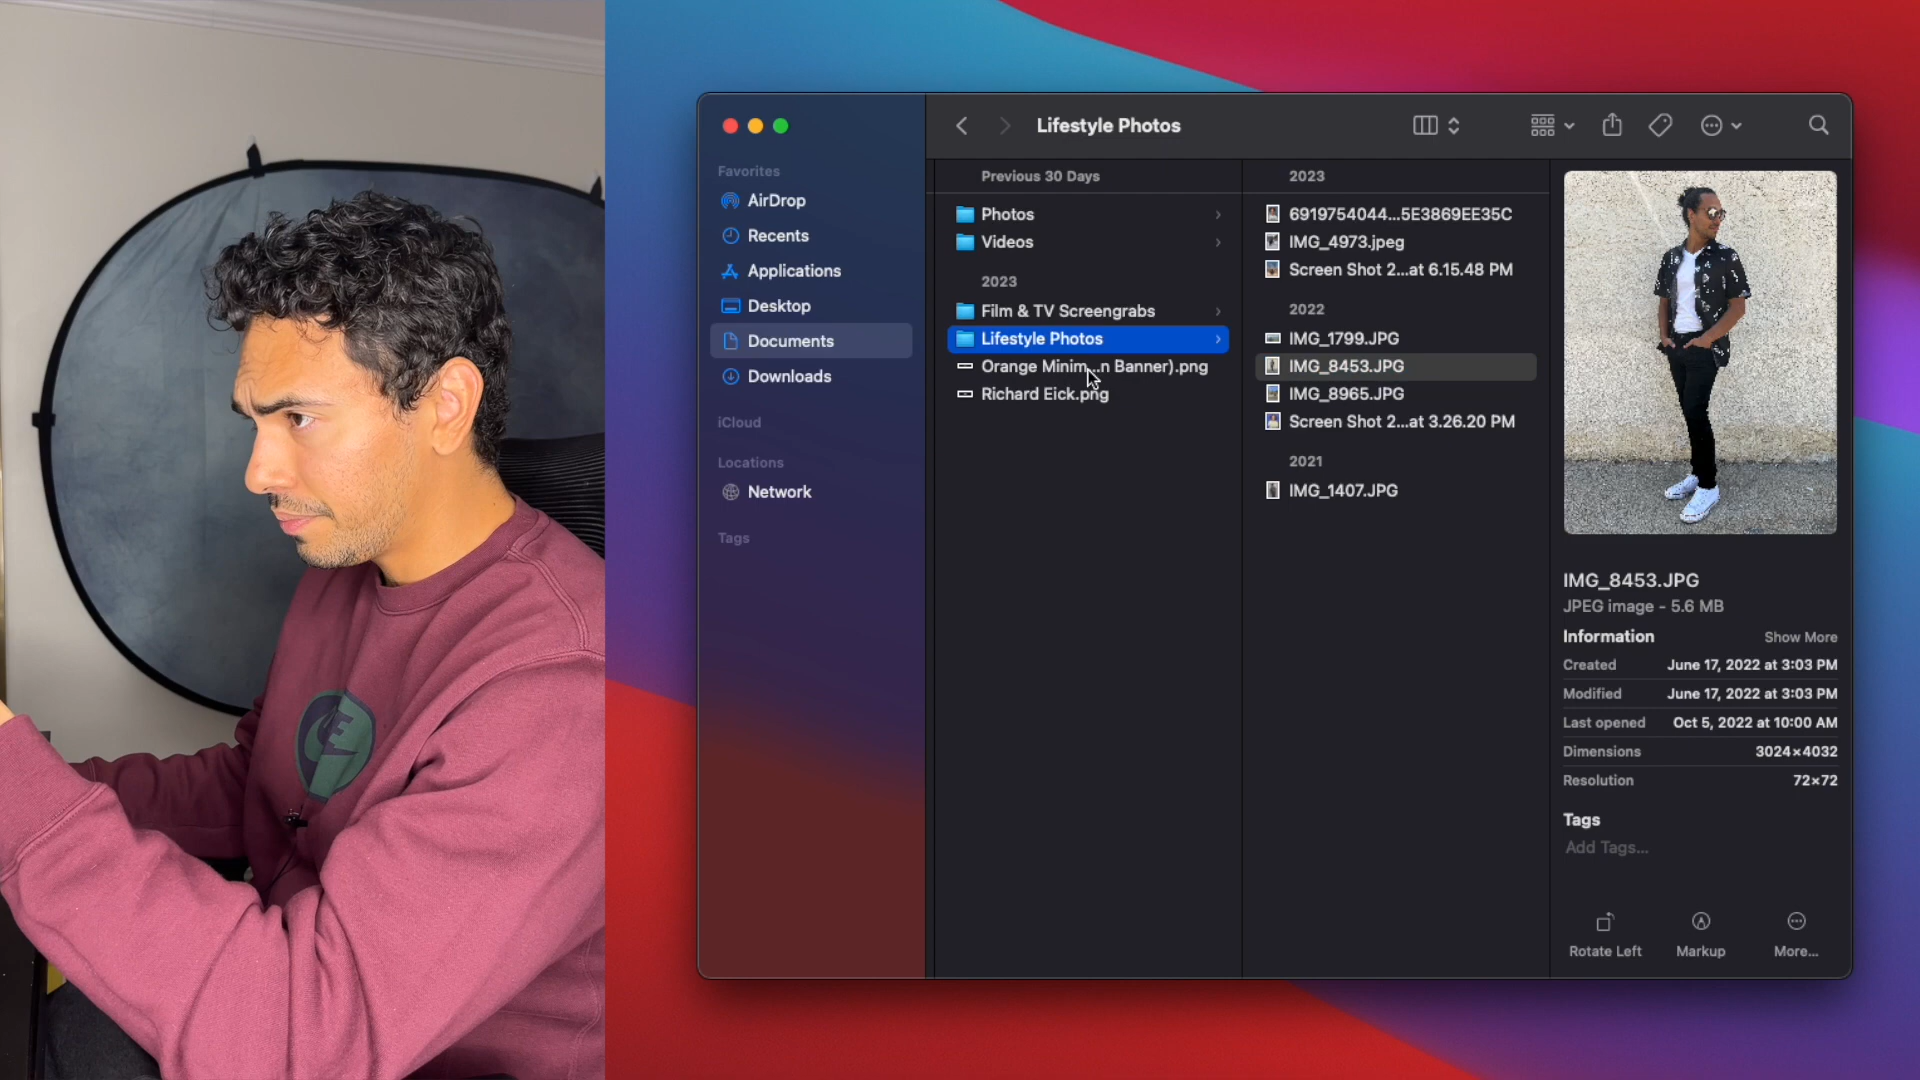 Lifestyle Photos
Favorites
AirDrop
Recents
Applications
Desktop
Documents
Downloads
iCloud
Locations
Network
Tags
Previous 30 Days
Photos
Videos
2023
Film & TV Screengrabs
Lifestyle Photos
Orange Minim...n Banner).png
Richard Eick.png
2023
6919754044...5E3869EE35C
IMG_4973.jpeg
Screen Shot 2...at 6.15.48 PM
2022
IMG_1799.JPG
IMG_8453.JPG
IMG_8965.JPG
Screen Shot 2...at 3.26.20 PM
2021
IMG_1407.JPG
IMG_8453.JPG
JPEG image - 5.6 MB
Information Show More
Created June 17, 2022 at 3:03 PM
Modified June 17, 2022 at 3:03 PM
Last opened Oct 5, 2022 at 10:00 AM
Dimensions 3024×4032
Resolution 72×72
Tags
Add Tags...
Rotate Left
Markup
More...